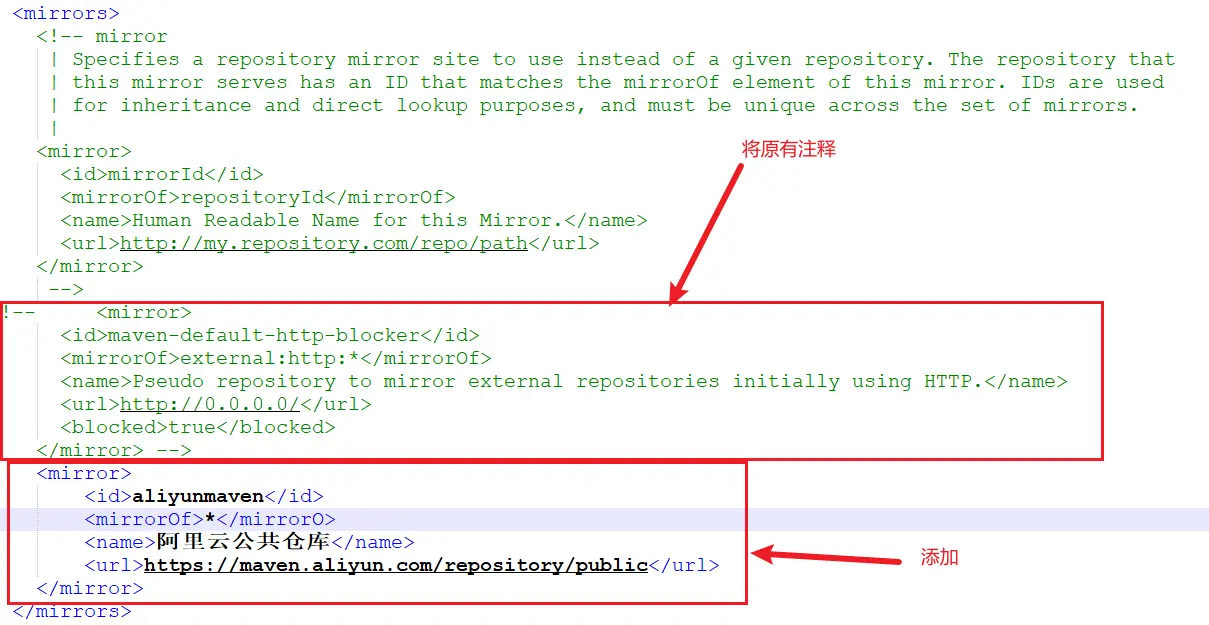 <mirrors>
<!-- mirror
| Specifies a repository mirror site to use instead of a given repository. The repository that
| this mirror serves has an ID that matches the mirrorOf element of this mirror. IDs are used
| for inheritance and direct lookup purposes, and must be unique across the set of mirrors.
|
将原有注释
<mirror>
<id>mirrorId</id>
<mirrorOf>repositoryId</mirrorOf>
<name>Human Readable Name for this Mirror.</name>
<url>http://my.repository.com/repo/path</url>
</mirror>
-->
!-- <mirror>
<id>maven-default-http-blocker</id>
<mirrorOf>external:http:*</mirrorOf>
<name>Pseudo repository to mirror external repositories initially using HTTP.</name>
<url>http://0.0.0.0/</url>
<blocked>true</blocked>
</mirror> -->
<mirror>
<id>aliyunmaven</id>
<mirrorOf>*</mirrorO>
<name>阿里云公共仓库</name>
<url>https://maven.aliyun.com/repository/public</url>
添加
</mirror>
</mirrors>